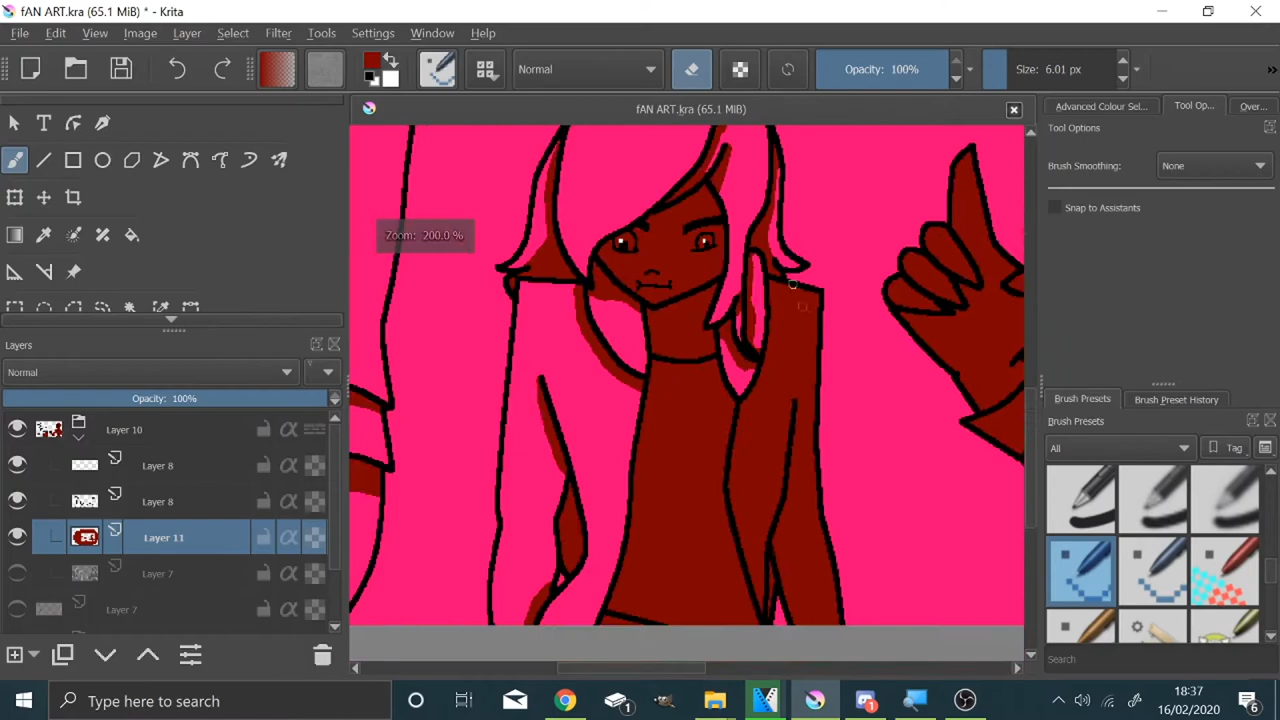 fAN ART.kra (65.1 MiB) * - Krita
File Edit View Image Layer Select Filter Tools Settings Window Help
Normal Opacity: 100% Size: 6.01 px
fAN ART.kra (65.1 MiB)
Advanced Colour Sel... Tool Op... Over...
Tool Options
Brush Smoothing: None
Snap to Assistants
Zoom: 200.0 %
Layers
Normal
Opacity: 100%
Layer 10
Layer 8
Layer 8
Layer 11
Layer 7
Layer 7
Brush Presets Brush Preset History
Brush Presets
All Tag
Search
Type here to search
1
1
18:37
16/02/2020
6